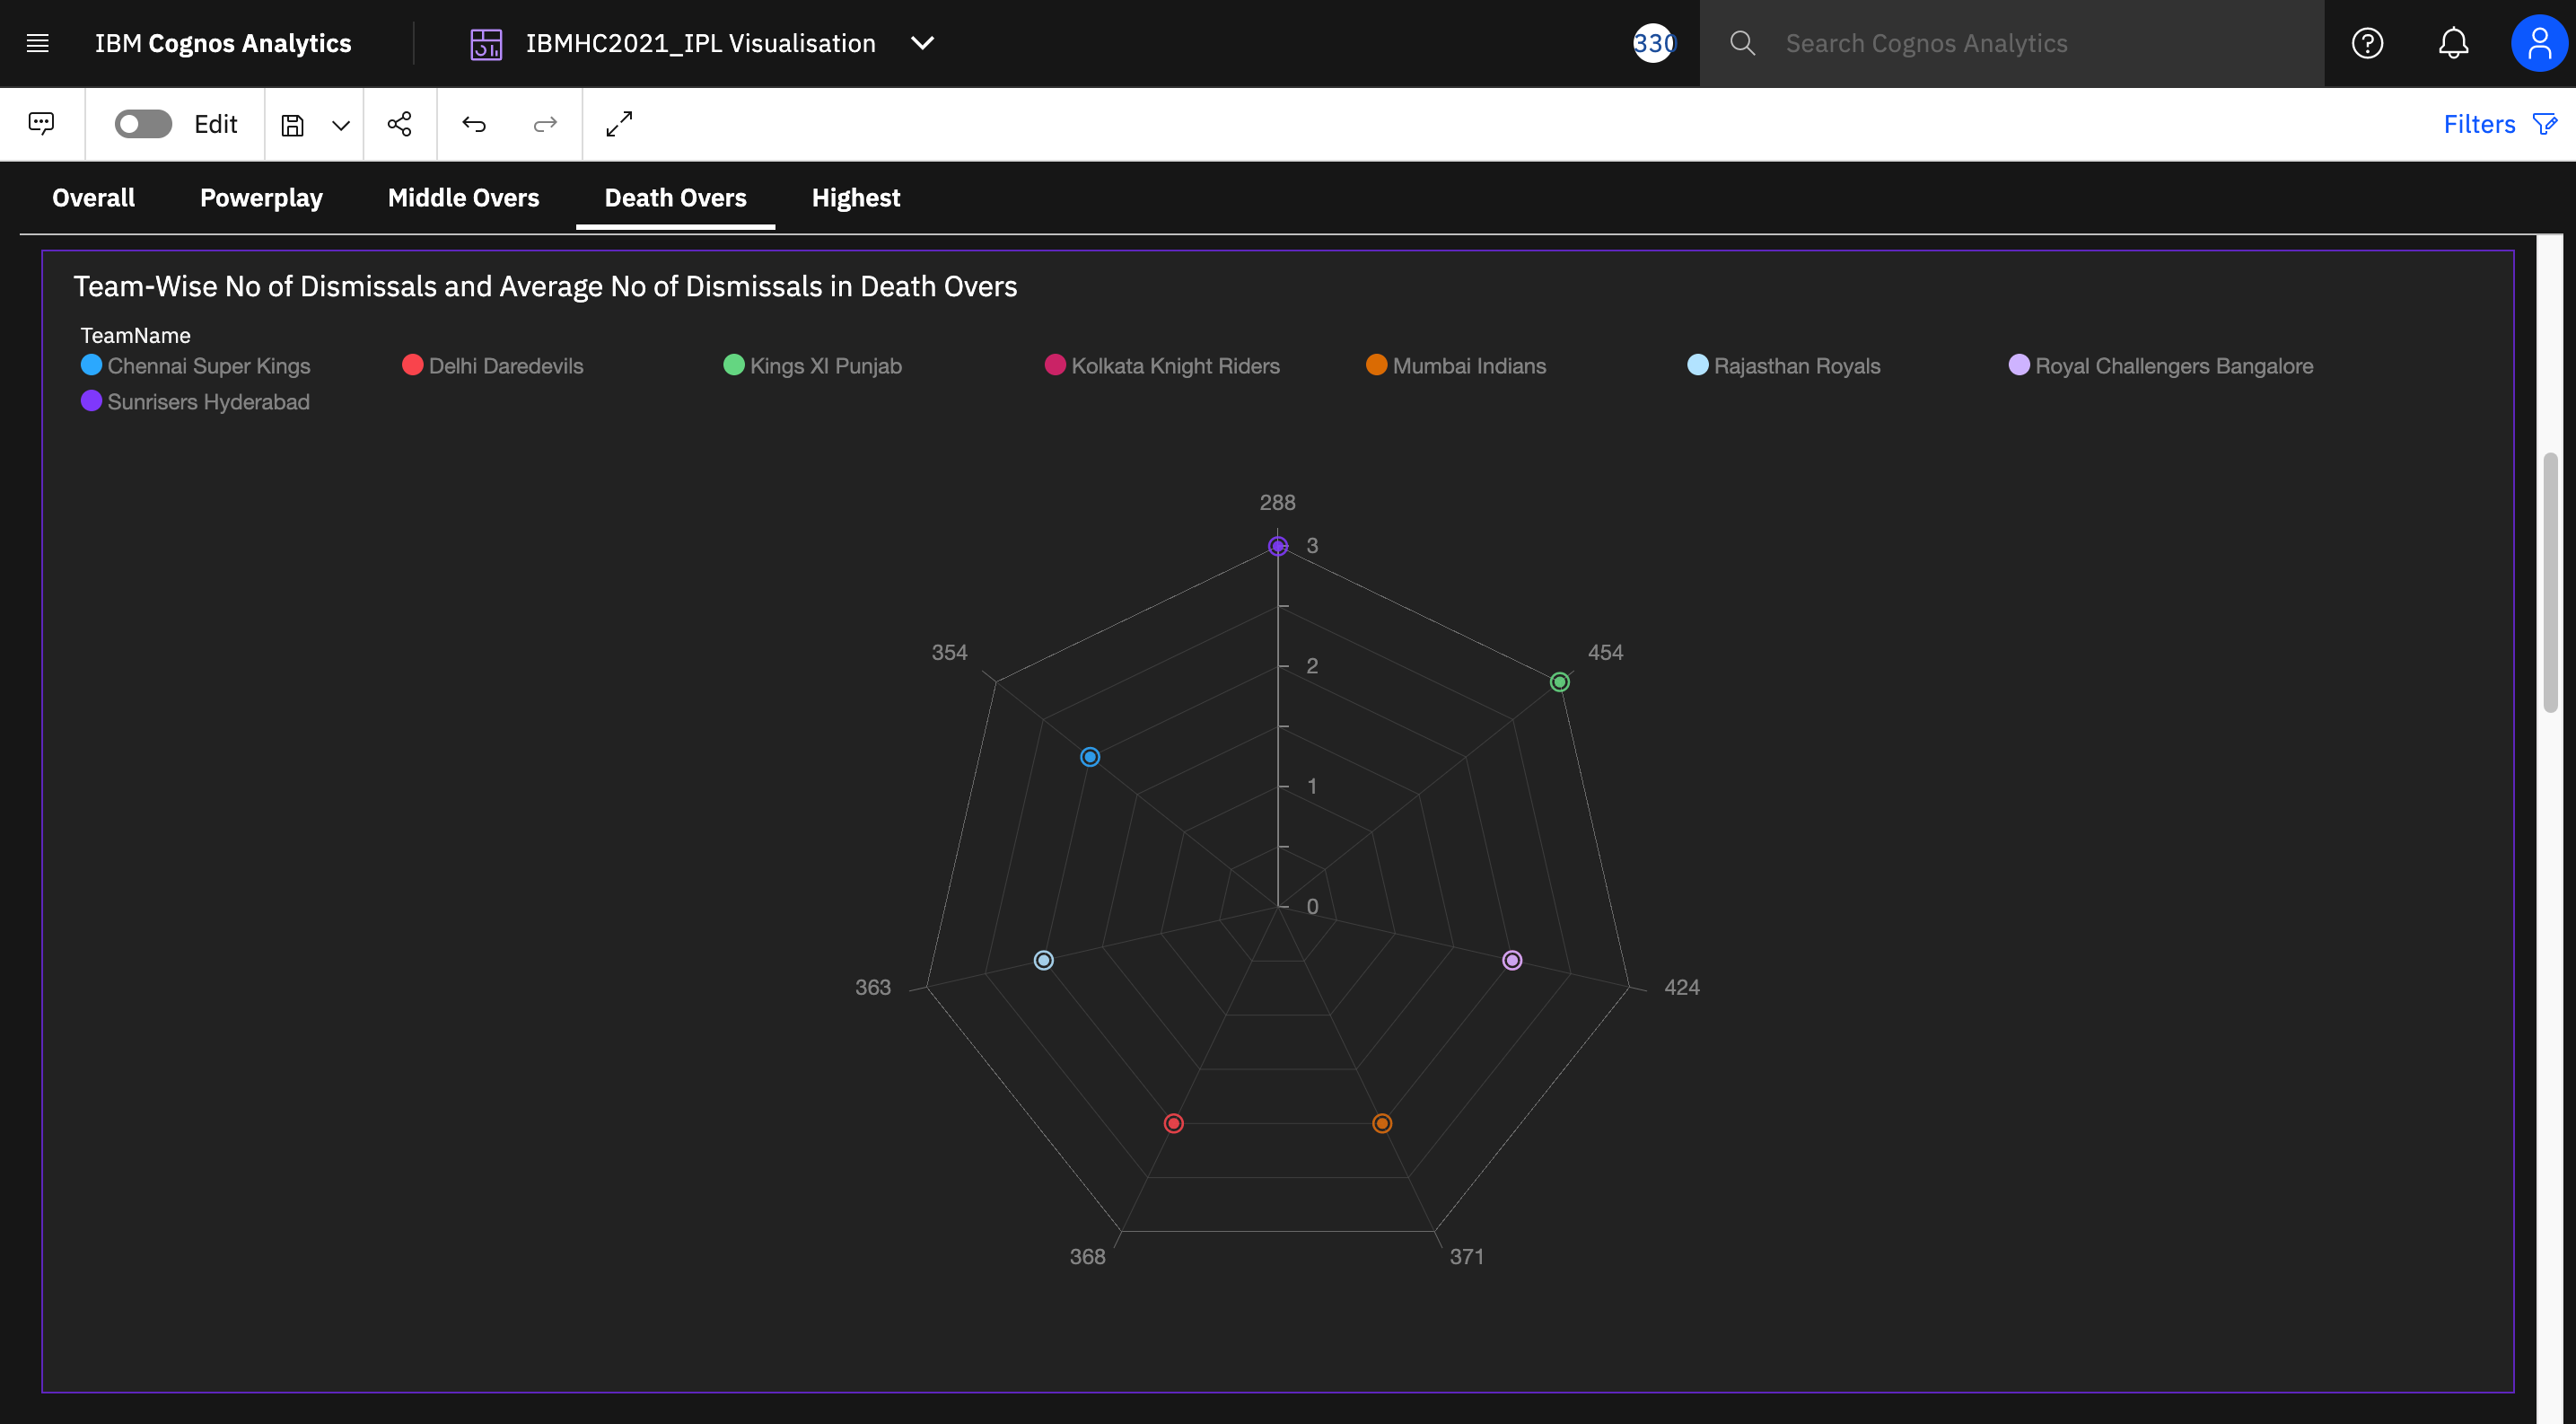 IBM Cognos Analytics
IBMHC2021_IPL Visualisation
330
Search Cognos Analytics
Edit
Filters
Overall
Powerplay
Middle Overs
Death Overs
Highest
Team-Wise No of Dismissals and Average No of Dismissals in Death Overs
TeamName
Chennai Super Kings
Delhi Daredevils
Kings XI Punjab
Kolkata Knight Riders
Mumbai Indians
Rajasthan Royals
Royal Challengers Bangalore
Sunrisers Hyderabad
288
3
354
454
2
1
0
363
424
368
371